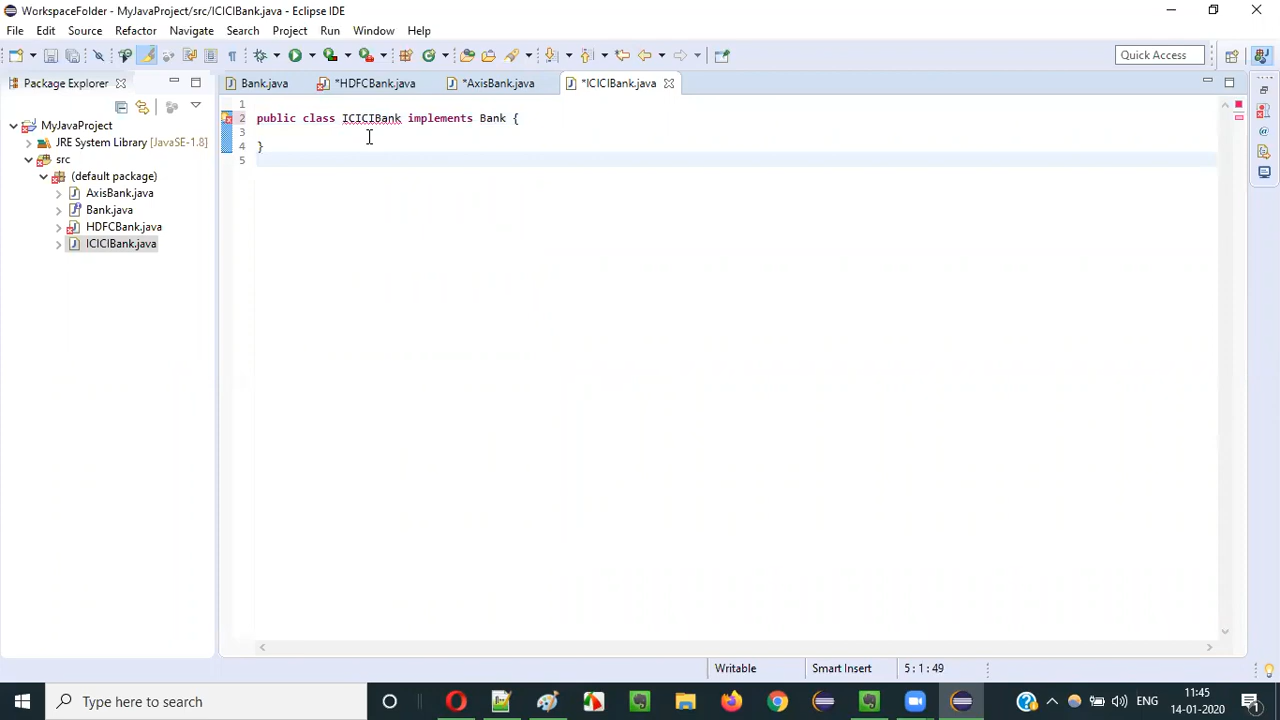 WorkspaceFolder - MyJavaProject/src/ICICIBank.java - Eclipse IDE
File Edit Source Refactor Navigate Search Project Run Window Help
Quick Access
Package Explorer
Bank.java *HDFCBank.java *AxisBank.java *ICICIBank.java
MyJavaProject
JRE System Library [JavaSE-1.8]
src
(default package)
AxisBank.java
Bank.java
HDFCBank.java
ICICIBank.java
1
2 public class ICICIBank implements Bank {
3
4 }
5
Writable Smart Insert 5 : 1 : 49
Type here to search
ENG
11:45
14-01-2020
1